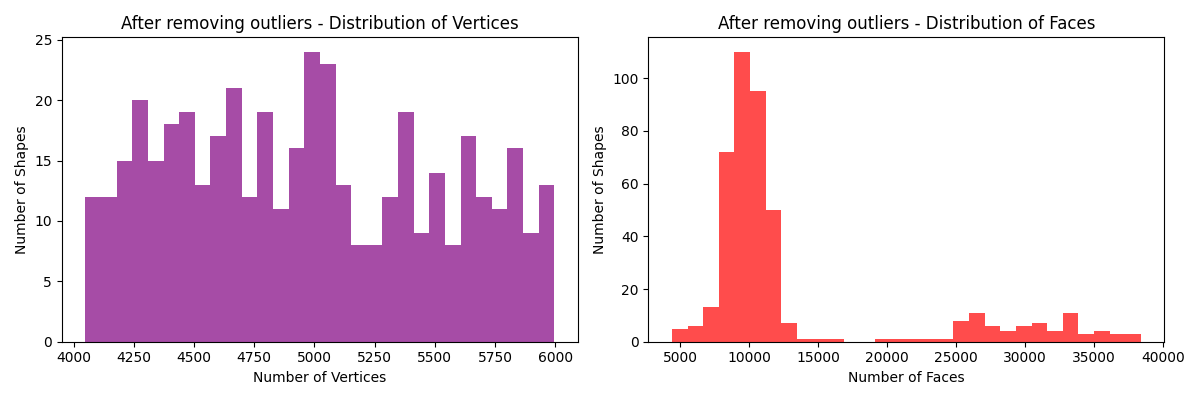 After removing outliers - Distribution of Vertices
25
20
15
10
5
0
Number of Shapes
4000 4250 4500 4750 5000 5250 5500 5750 6000
Number of Vertices
After removing outliers - Distribution of Faces
100
80
60
40
20
0
Number of Shapes
5000 10000 15000 20000 25000 30000 35000 40000
Number of Faces